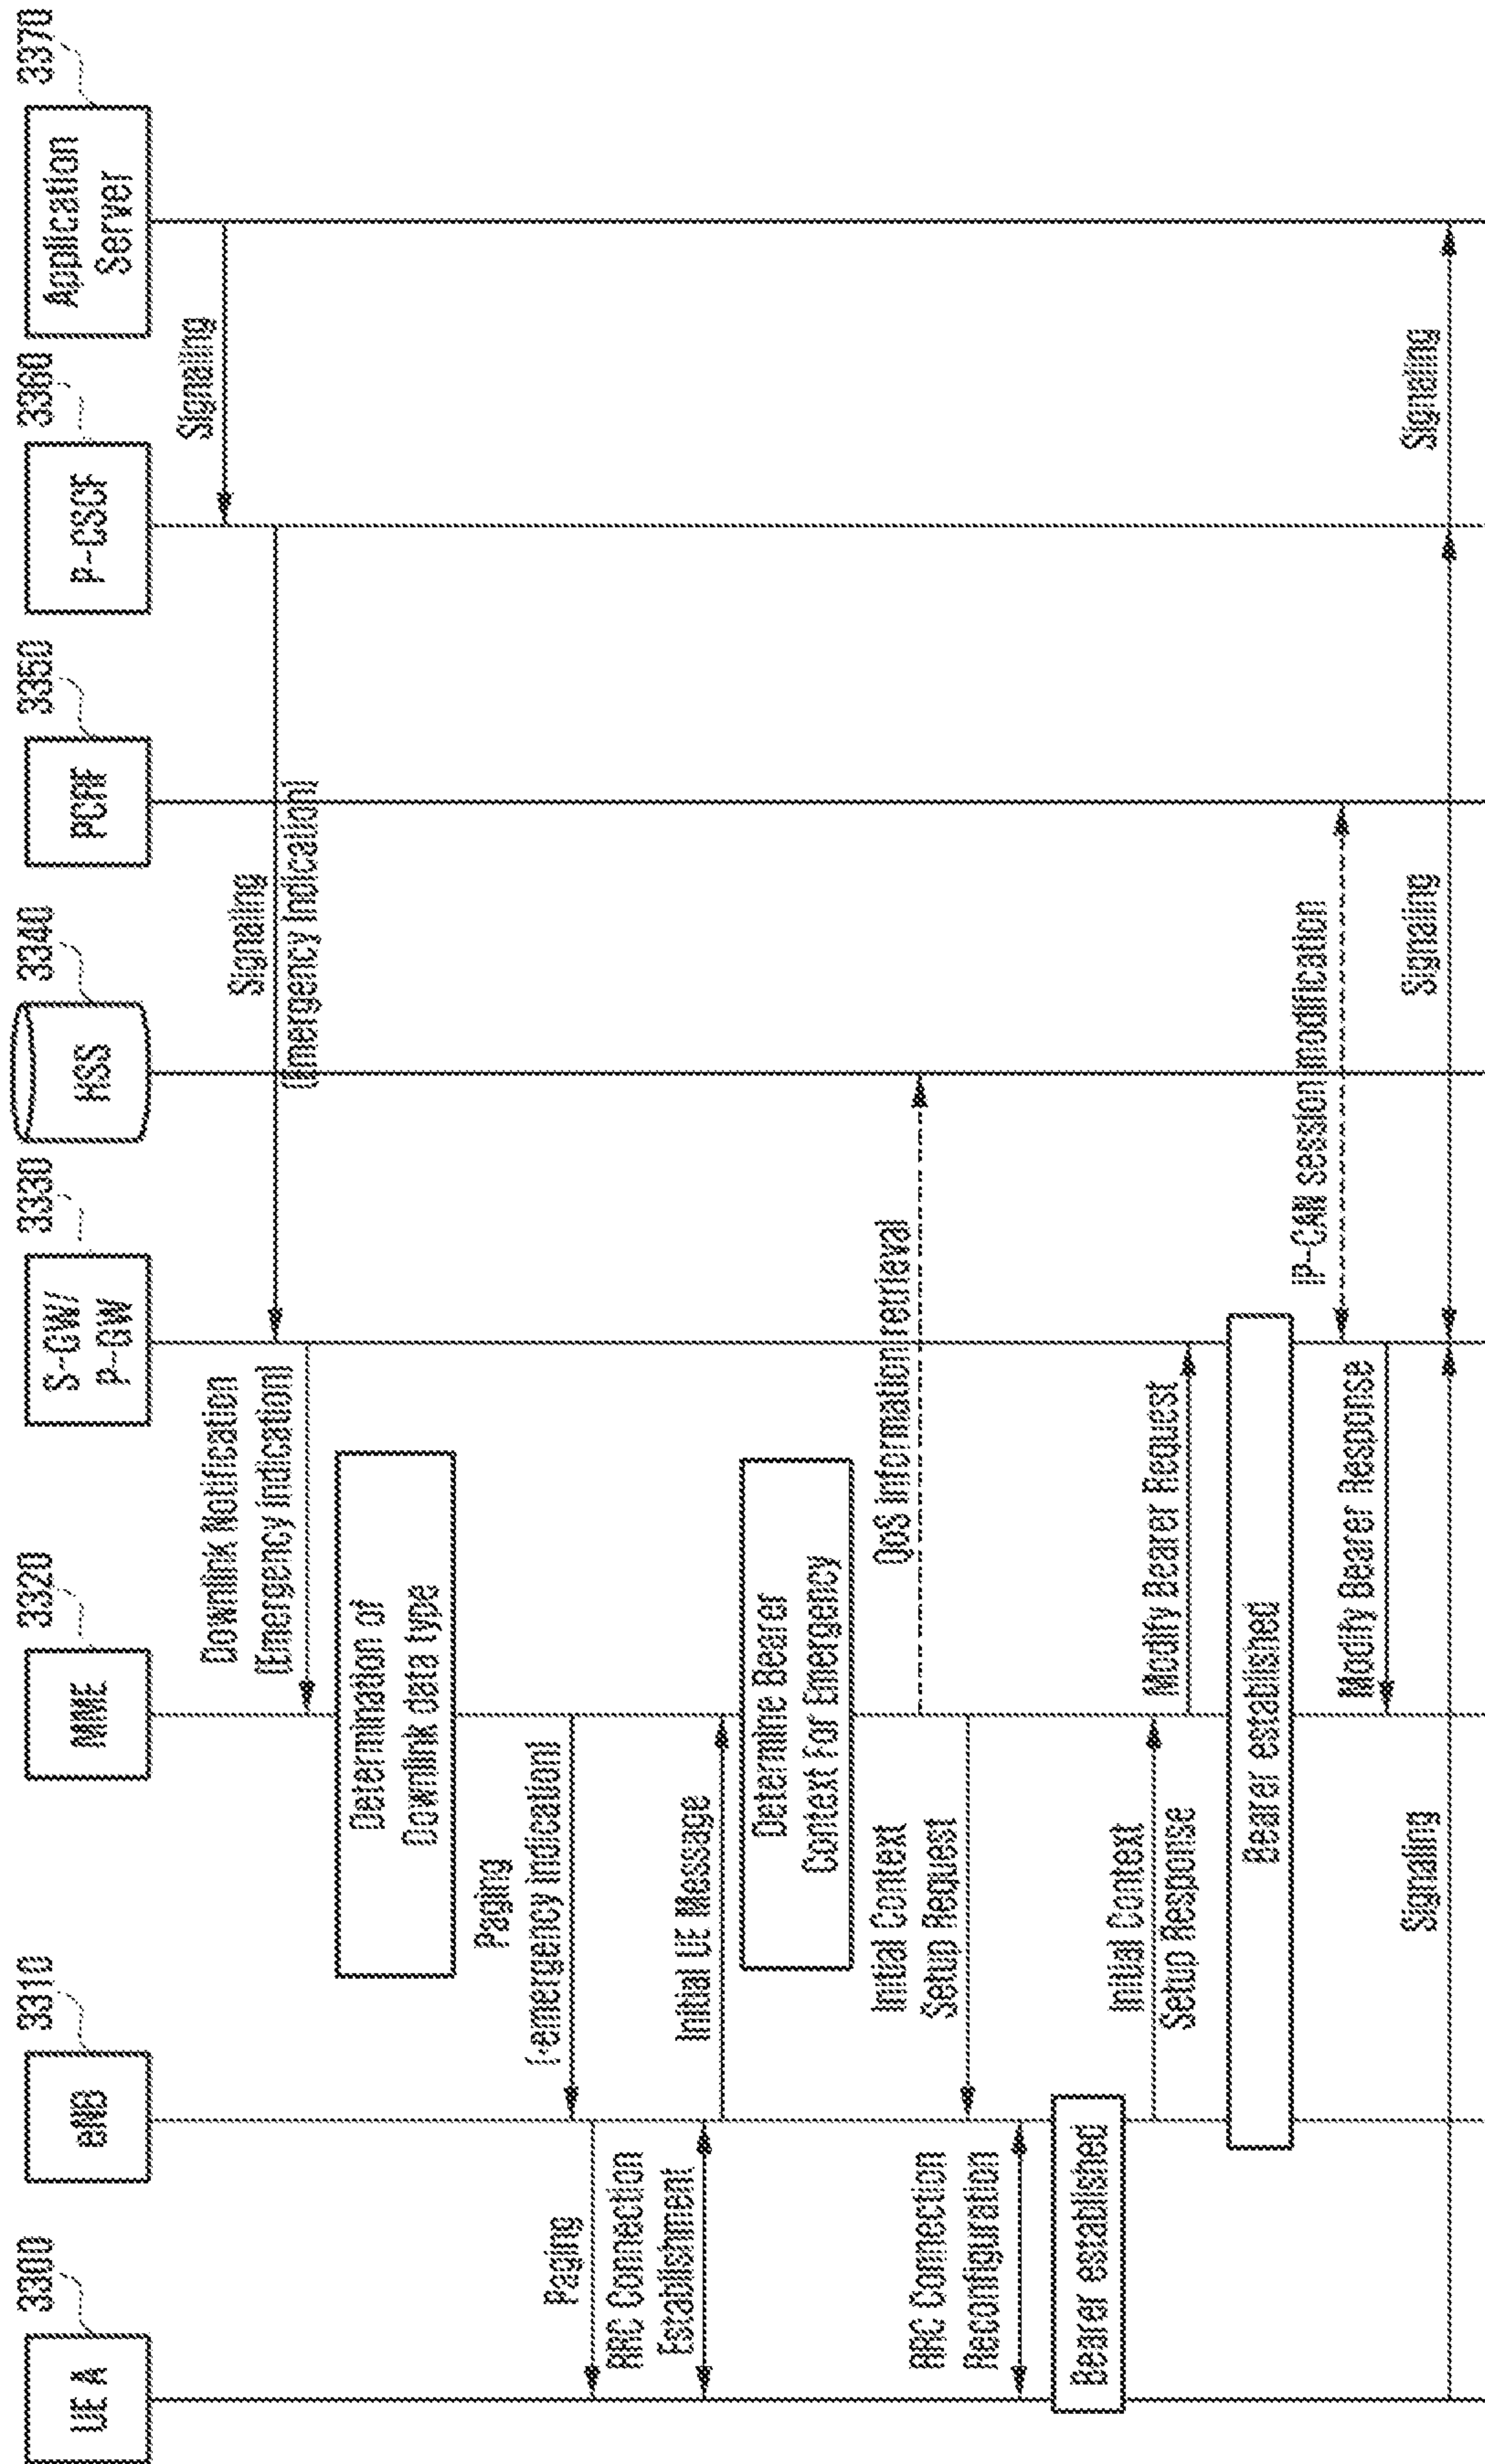 3300
UE A
3310
eNB
3320
MME
3330
S-GW/
P-GW
3340
HSS
3350
PCRF
3360
P-CSCF
3370
Application
Server
Signaling
Signaling
(Emergency Indication)
Downlink Notification
(Emergency indication)
Determination of
Downlink data type
Paging
(+emergency indication)
Paging
RRC Connection
Establishment
Initial UE Message
Determine Bearer
Context For Emergency
QoS information retrieval
Initial Context
Setup Request
RRC Connection
Reconfiguration
Bearer established
Initial Context
Setup Response
Modify Bearer Request
Bearer established
IP-CAN session modification
Modify Bearer Response
Signaling
Signaling
Signaling